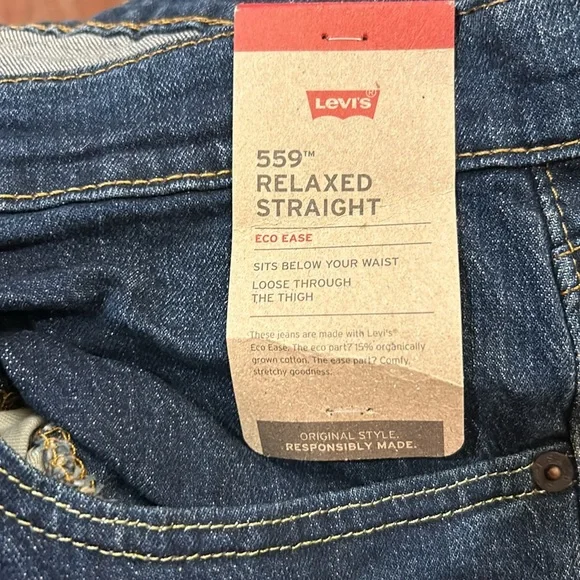 Levi's®
559™
RELAXED
STRAIGHT
ECO EASE
SITS BELOW YOUR WAIST
LOOSE THROUGH
THE THIGH
These jeans are made with Levi's®
Eco Ease. The eco part? 15% organically
grown cotton. The ease part? Comfy,
stretchy goodness.
ORIGINAL STYLE.
RESPONSIBLY MADE.